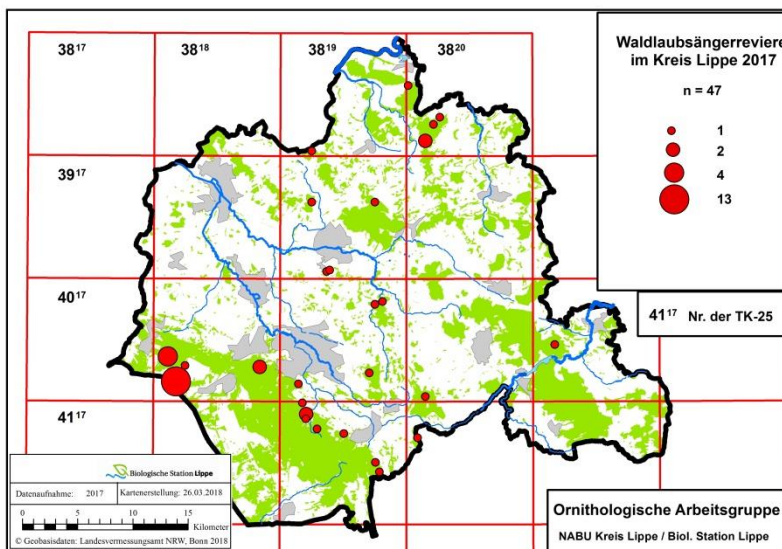 38¹⁷
38¹⁸
38¹⁹
38²⁰
39¹⁷
40¹⁷
41¹⁷
Waldlaubsängerreviere
im Kreis Lippe 2017
n = 47
1
2
4
13
41¹⁷ Nr. der TK-25
Biologische Station Lippe
Datenaufnahme: 2017 Kartenerstellung: 26.03.2018
0 5 10 15
Kilometer
© Geobasisdaten: Landesvermessungsamt NRW, Bonn 2018
Ornithologische Arbeitsgruppe
NABU Kreis Lippe / Biol. Station Lippe